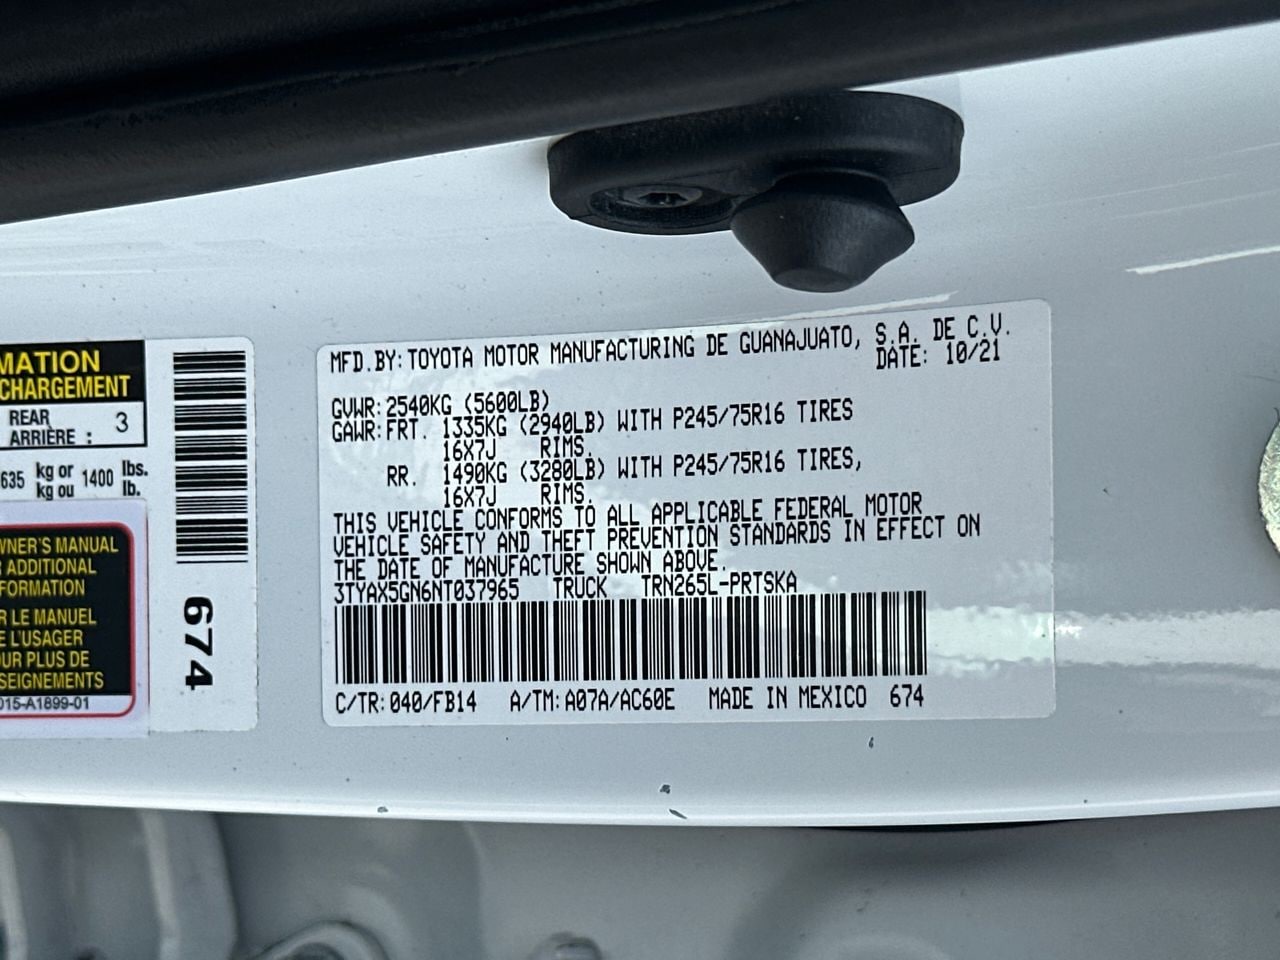 MATION
CHARGEMENT
REAR
ARRIÈRE : 3
635 kg or 1400 lbs.
kg ou lb.
WNER'S MANUAL
ADDITIONAL
FORMATION
R LE MANUEL
E L'USAGER
OUR PLUS DE
SEIGNEMENTS
015-A1899-01
674
MFD.BY:TOYOTA MOTOR MANUFACTURING DE GUANAJUATO, S.A. DE C.V.
DATE: 10/21
GVWR:2540KG (5600LB)
GAWR:FRT. 1335KG (2940LB) WITH P245/75R16 TIRES
16X7J RIMS.
RR. 1490KG (3280LB) WITH P245/75R16 TIRES,
16X7J RIMS.
THIS VEHICLE CONFORMS TO ALL APPLICABLE FEDERAL MOTOR
VEHICLE SAFETY AND THEFT PREVENTION STANDARDS IN EFFECT ON
THE DATE OF MANUFACTURE SHOWN ABOVE.
3TYAX5GN6NT037965 TRUCK TRN265L-PRTSKA
C/TR:040/FB14 A/TM:A07A/AC60E MADE IN MEXICO 674